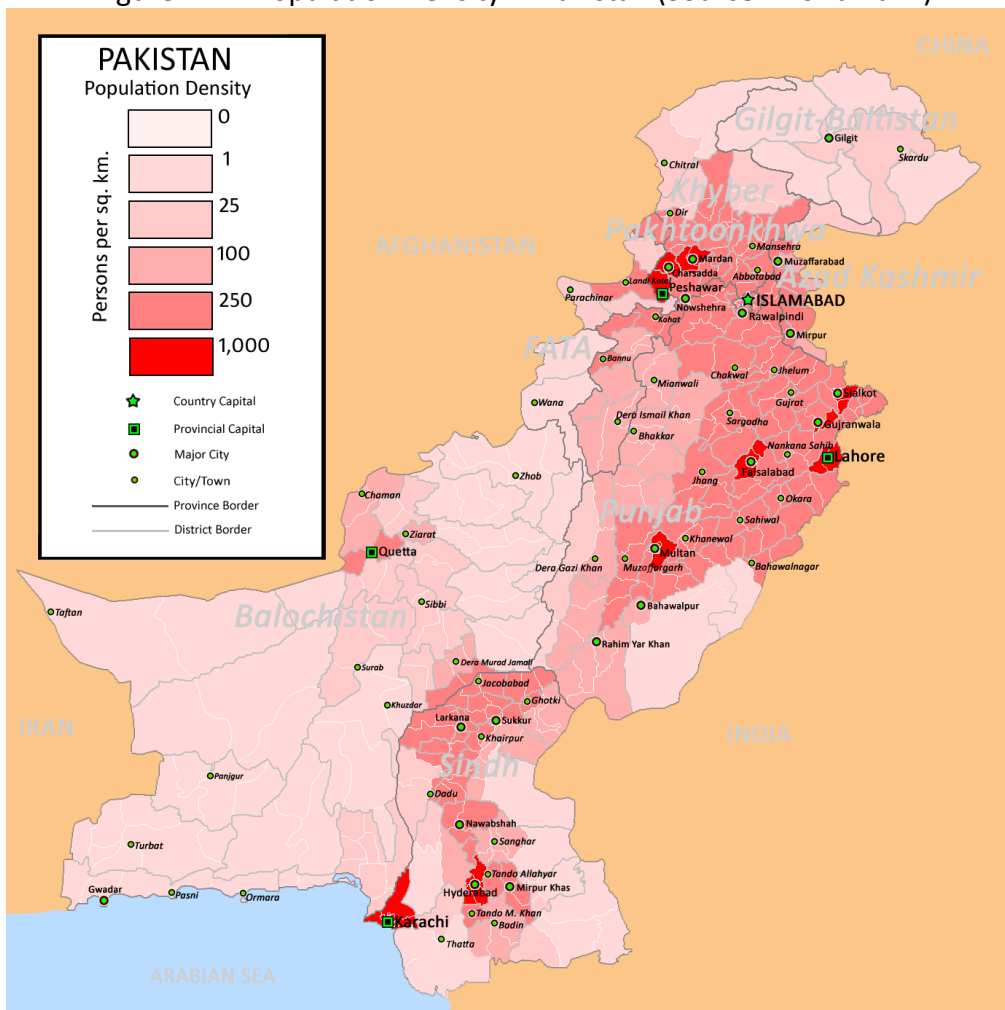 PAKISTAN
Population Density
Persons per sq. km.
0
1
25
100
250
1,000
Country Capital
Provincial Capital
Major City
City/Town
Province Border
District Border
CHINA
Gilgit-Baltistan
Gilgit
Skardu
Chitral
Khyber
Pakhtoonkhwa
Dir
AFGHANISTAN
Mansehra
Mardan
Muzaffarabad
Charsadda
Abbotabad
Azad Kashmir
Landi Kotal
Peshawar
Parachinar
Nowshehra
ISLAMABAD
Rawalpindi
Kohat
Mirpur
FATA
Bannu
Chakwal
Jhelum
Mianwali
Wana
Gujrat
Sialkot
Dera Ismail Khan
Sargodha
Gujranwala
Bhakkar
Nankana Sahib
Lahore
Faisalabad
Zhob
Jhang
Chaman
Okara
Punjab
Sahiwal
Ziarat
Khanewal
Quetta
Multan
Dera Gazi Khan
Muzaffargarh
Bahawalnagar
Balochistan
Sibbi
Bahawalpur
Taftan
Rahim Yar Khan
Surab
Dera Murad Jamali
Jacobabad
Khuzdar
Ghotki
IRAN
Larkana
Sukkur
INDIA
Khairpur
Sindh
Panjgur
Dadu
Nawabshah
Turbat
Sanghar
Tando Allahyar
Gwadar
Pasni
Ormara
Hyderabad
Mirpur Khas
Karachi
Tando M. Khan
Badin
Thatta
ARABIAN SEA